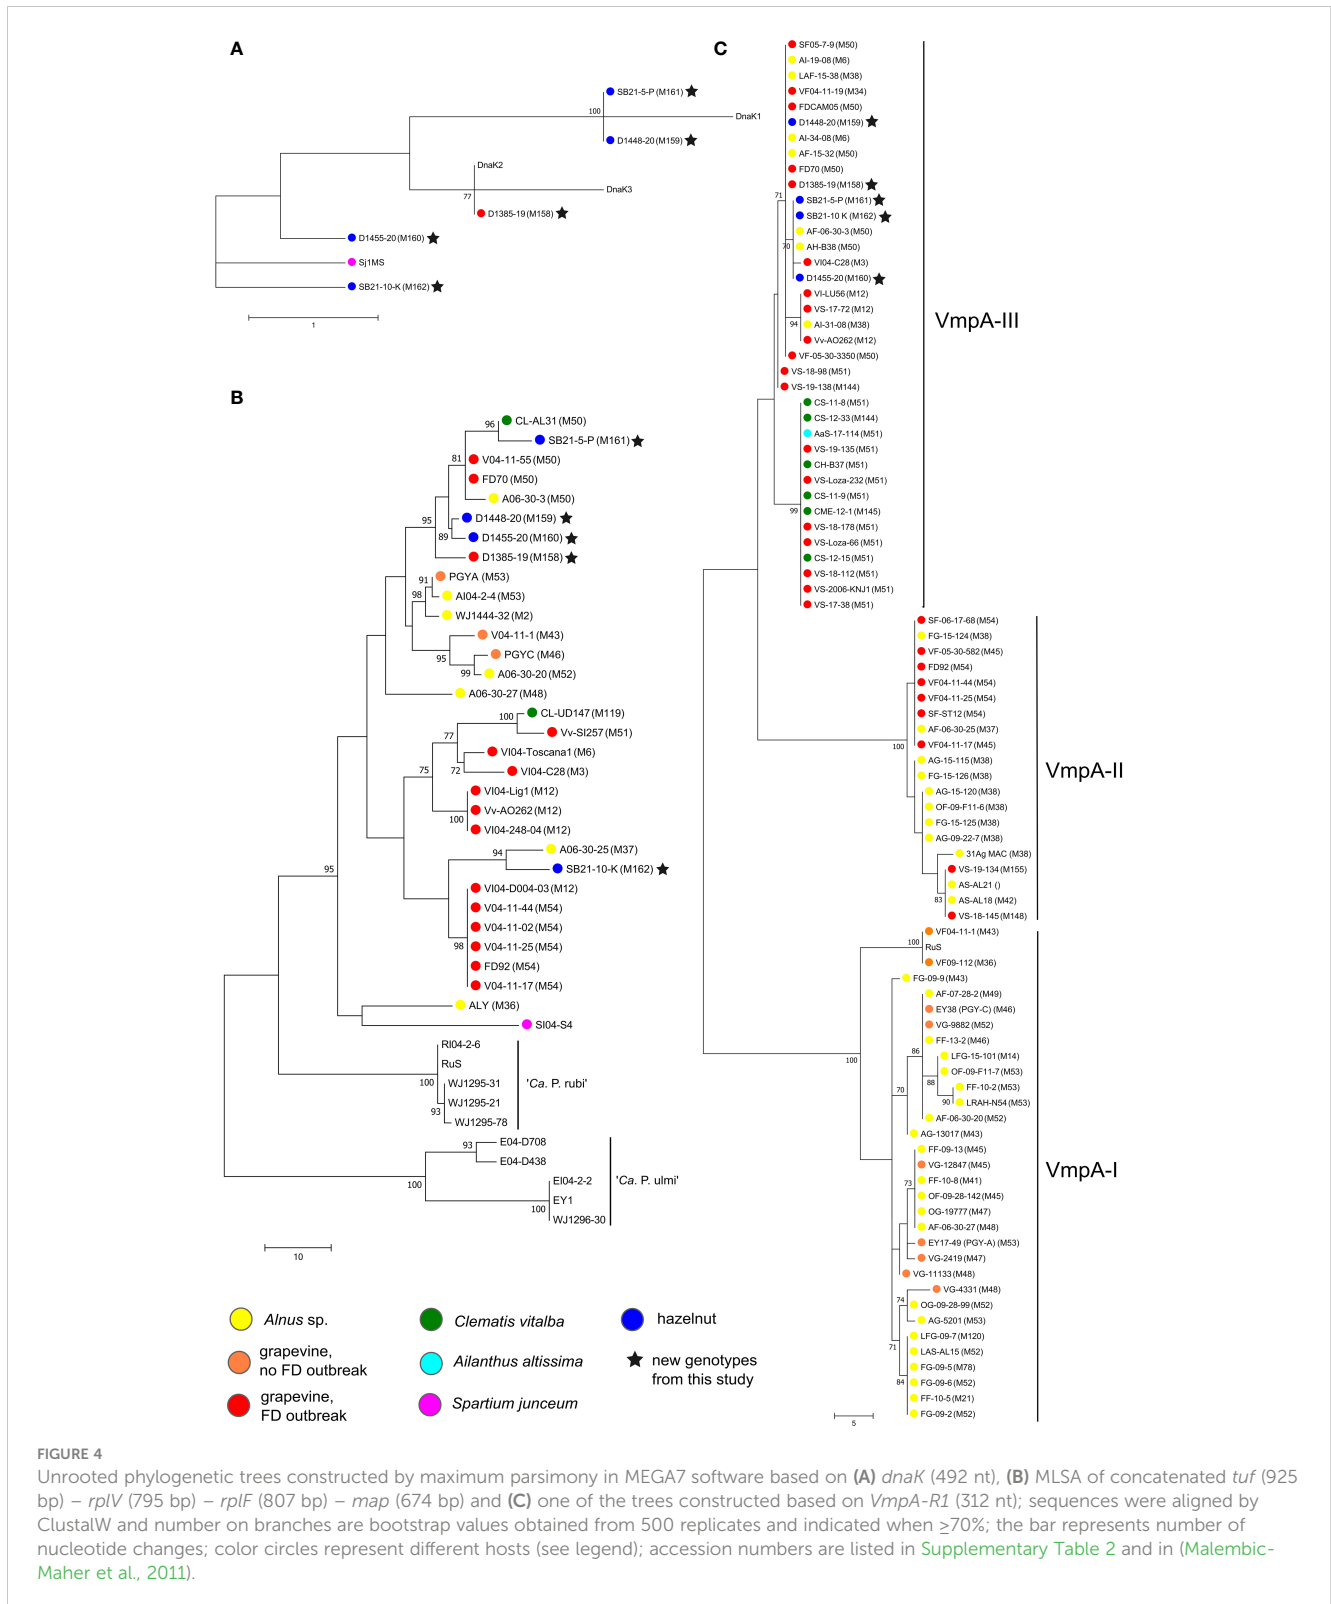 A
SB21-5-P (M161)
100
DnaK1
D1448-20 (M159)
DnaK2
DnaK3
77
D1385-19 (M158)
D1455-20 (M160)
Sj1MS
SB21-10-K (M162)
1
B
CL-AL31 (M50)
96
SB21-5-P (M161)
81
V04-11-55 (M50)
FD70 (M50)
A06-30-3 (M50)
95
D1448-20 (M159)
89
D1455-20 (M160)
D1385-19 (M158)
PGYA (M53)
91
98
AI04-2-4 (M53)
WJ1444-32 (M2)
V04-11-1 (M43)
95
PGYC (M46)
99
A06-30-20 (M52)
A06-30-27 (M48)
CL-UD147 (M119)
100
Vv-SI257 (M51)
77
VI04-Toscana1 (M6)
72
VI04-C28 (M3)
75
VI04-Lig1 (M12)
Vv-AO262 (M12)
100
VI04-248-04 (M12)
A06-30-25 (M37)
94
SB21-10-K (M162)
95
VI04-D004-03 (M12)
V04-11-44 (M54)
V04-11-02 (M54)
98
V04-11-25 (M54)
FD92 (M54)
V04-11-17 (M54)
ALY (M36)
SI04-S4
RI04-2-6
RuS
100
WJ1295-31
93
WJ1295-21
WJ1295-78
'Ca. P. rubi'
93
E04-D708
E04-D438
100
EI04-2-2
EY1
100
WJ1296-30
'Ca. P. ulmi'
10
C
SF05-7-9 (M50)
AI-19-08 (M6)
LAF-15-38 (M38)
VF04-11-19 (M34)
FDCAM05 (M50)
D1448-20 (M159)
AI-34-08 (M6)
AF-15-32 (M50)
FD70 (M50)
D1385-19 (M158)
71
SB21-5-P (M161)
SB21-10 K (M162)
AF-06-30-3 (M50)
70
AH-B38 (M50)
VI04-C28 (M3)
D1455-20 (M160)
VI-LU56 (M12)
VS-17-72 (M12)
94
AI-31-08 (M38)
Vv-AO262 (M12)
VF-05-30-3350 (M50)
VS-18-98 (M51)
VS-19-138 (M144)
CS-11-8 (M51)
CS-12-33 (M144)
AaS-17-114 (M51)
VS-19-135 (M51)
CH-B37 (M51)
VS-Loza-232 (M51)
CS-11-9 (M51)
99
CME-12-1 (M145)
VS-18-178 (M51)
VS-Loza-66 (M51)
CS-12-15 (M51)
VS-18-112 (M51)
VS-2006-KNJ1 (M51)
VS-17-38 (M51)
VmpA-III
SF-06-17-68 (M54)
FG-15-124 (M38)
VF-05-30-582 (M45)
FD92 (M54)
VF04-11-44 (M54)
VF04-11-25 (M54)
SF-ST12 (M54)
AF-06-30-25 (M37)
100
VF04-11-17 (M45)
AG-15-115 (M38)
FG-15-126 (M38)
AG-15-120 (M38)
OF-09-F11-6 (M38)
FG-15-125 (M38)
AG-09-22-7 (M38)
31Ag MAC (M38)
VS-19-134 (M155)
AS-AL21 ()
83
AS-AL18 (M42)
VS-18-145 (M148)
VmpA-II
VF04-11-1 (M43)
100
RuS
VF09-112 (M36)
FG-09-9 (M43)
AF-07-28-2 (M49)
EY38 (PGY-C) (M46)
VG-9882 (M52)
FF-13-2 (M46)
86
LFG-15-101 (M14)
100
OF-09-F11-7 (M53)
88
FF-10-2 (M53)
70
90
LRAH-N54 (M53)
AF-06-30-20 (M52)
AG-13017 (M43)
FF-09-13 (M45)
VG-12847 (M45)
73
FF-10-8 (M41)
OF-09-28-142 (M45)
OG-19777 (M47)
AF-06-30-27 (M48)
EY17-49 (PGY-A) (M53)
VG-2419 (M47)
VG-11133 (M48)
VG-4331 (M48)
74
OG-09-28-99 (M52)
AG-5201 (M53)
LFG-09-7 (M120)
71
LAS-AL15 (M52)
FG-09-5 (M78)
84
FG-09-6 (M52)
FF-10-5 (M21)
FG-09-2 (M52)
VmpA-I
5
Alnus sp.
grapevine,
no FD outbreak
grapevine,
FD outbreak
Clematis vitalba
Ailanthus altissima
Spartium junceum
hazelnut
new genotypes
from this study
FIGURE 4
Unrooted phylogenetic trees constructed by maximum parsimony in MEGA7 software based on (A) dnaK (492 nt), (B) MLSA of concatenated tuf (925
bp) – rplV (795 bp) – rplF (807 bp) – map (674 bp) and (C) one of the trees constructed based on VmpA-R1 (312 nt); sequences were aligned by
ClustalW and number on branches are bootstrap values obtained from 500 replicates and indicated when ≥70%; the bar represents number of
nucleotide changes; color circles represent different hosts (see legend); accession numbers are listed in Supplementary Table 2 and in (Malembic-
Maher et al., 2011).